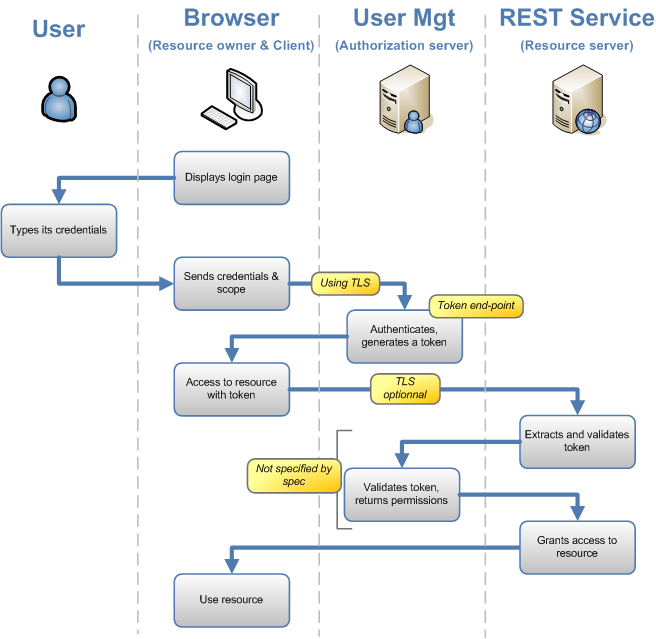 User
Browser
(Resource owner & Client)
User Mgt
(Authorization server)
REST Service
(Resource server)
Displays login page
Types its credentials
Sends credentials &
scope
Using TLS
Token end-point
Authenticates,
generates a token
Access to resource
with token
TLS
optionnal
Extracts and validates
token
Not specified by
spec
Validates token,
returns permissions
Grants access to
resource
Use resource